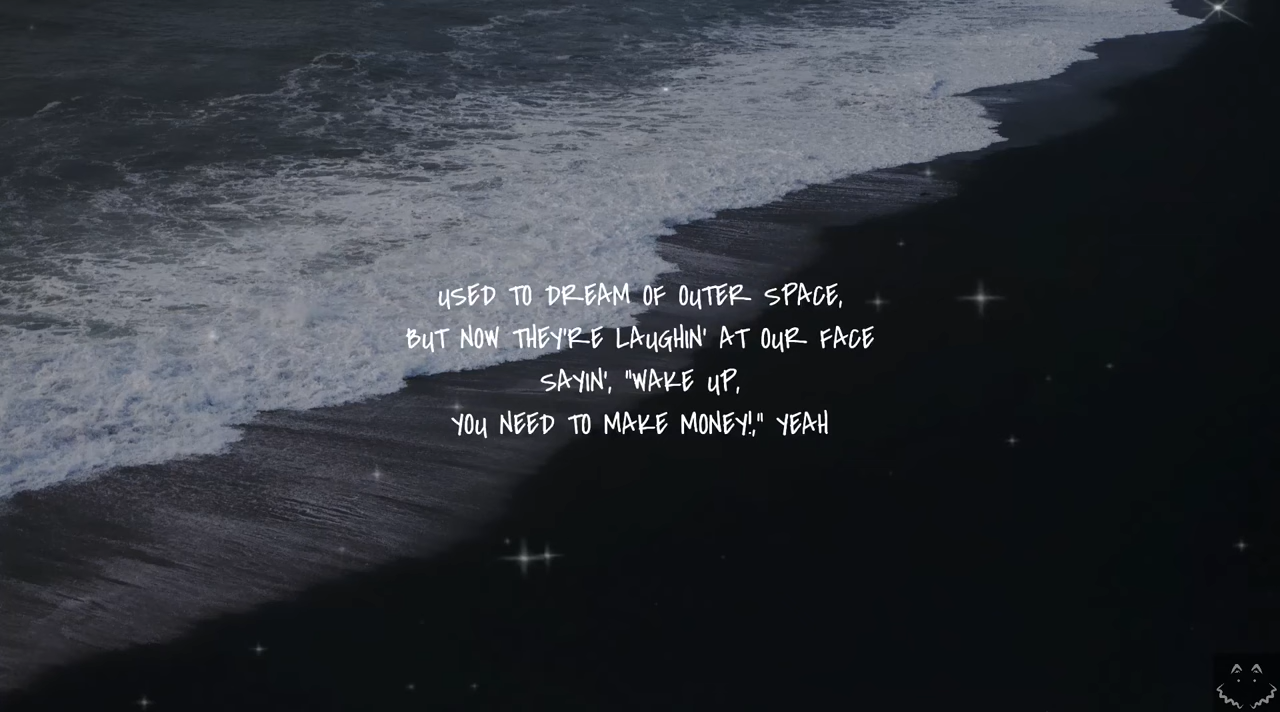 USED TO DREAM OF OUTER SPACE,
BUT NOW THEY'RE LAUGHIN' AT OUR FACE
SAYIN', "WAKE UP,
YOU NEED TO MAKE MONEY!," YEAH